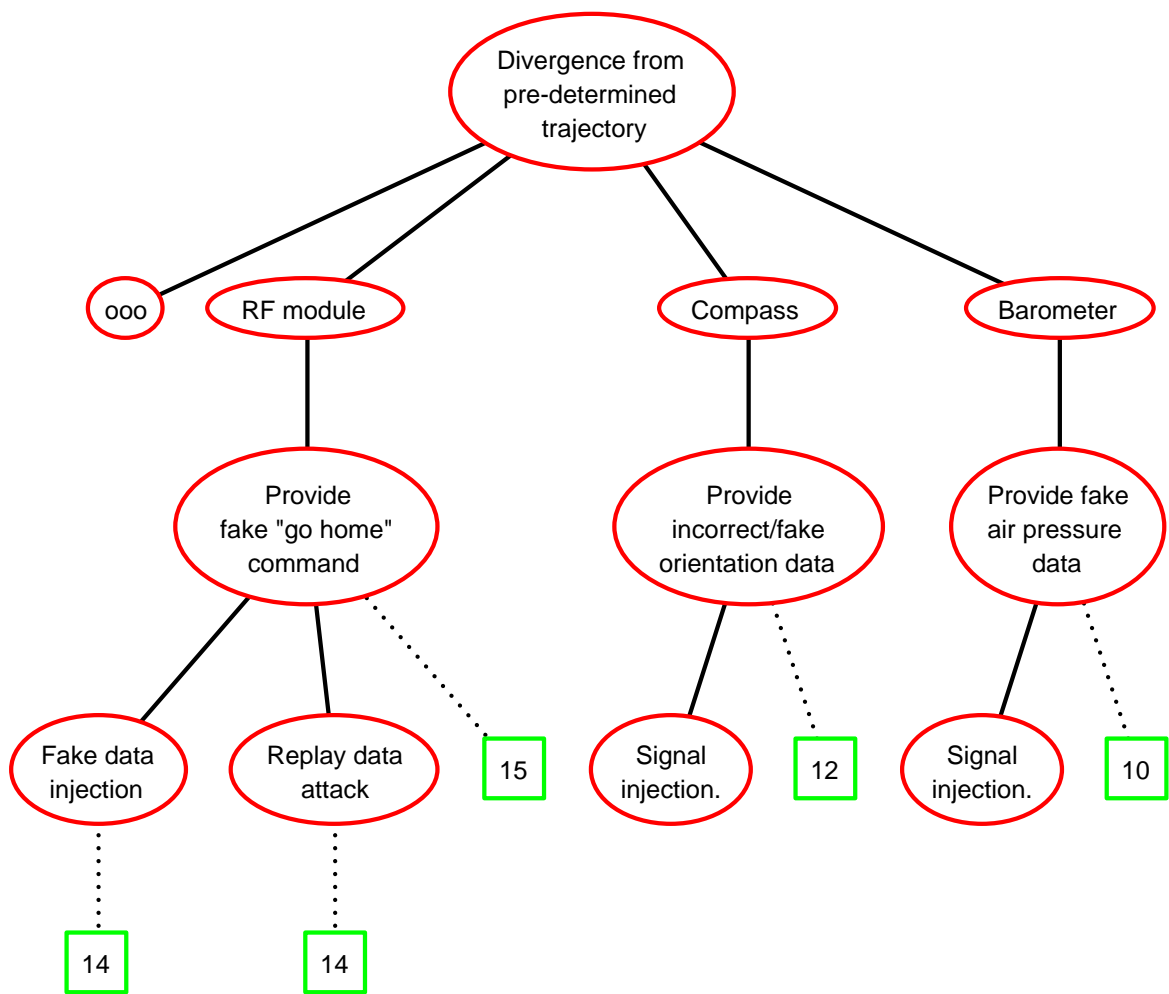 Divergence from
pre-determined
trajectory
ooo
RF module
Compass
Barometer
Provide
fake "go home"
command
Provide
incorrect/fake
orientation data
Provide fake
air pressure
data
Fake data
injection
Replay data
attack
15
Signal
injection.
12
Signal
injection.
10
14
14